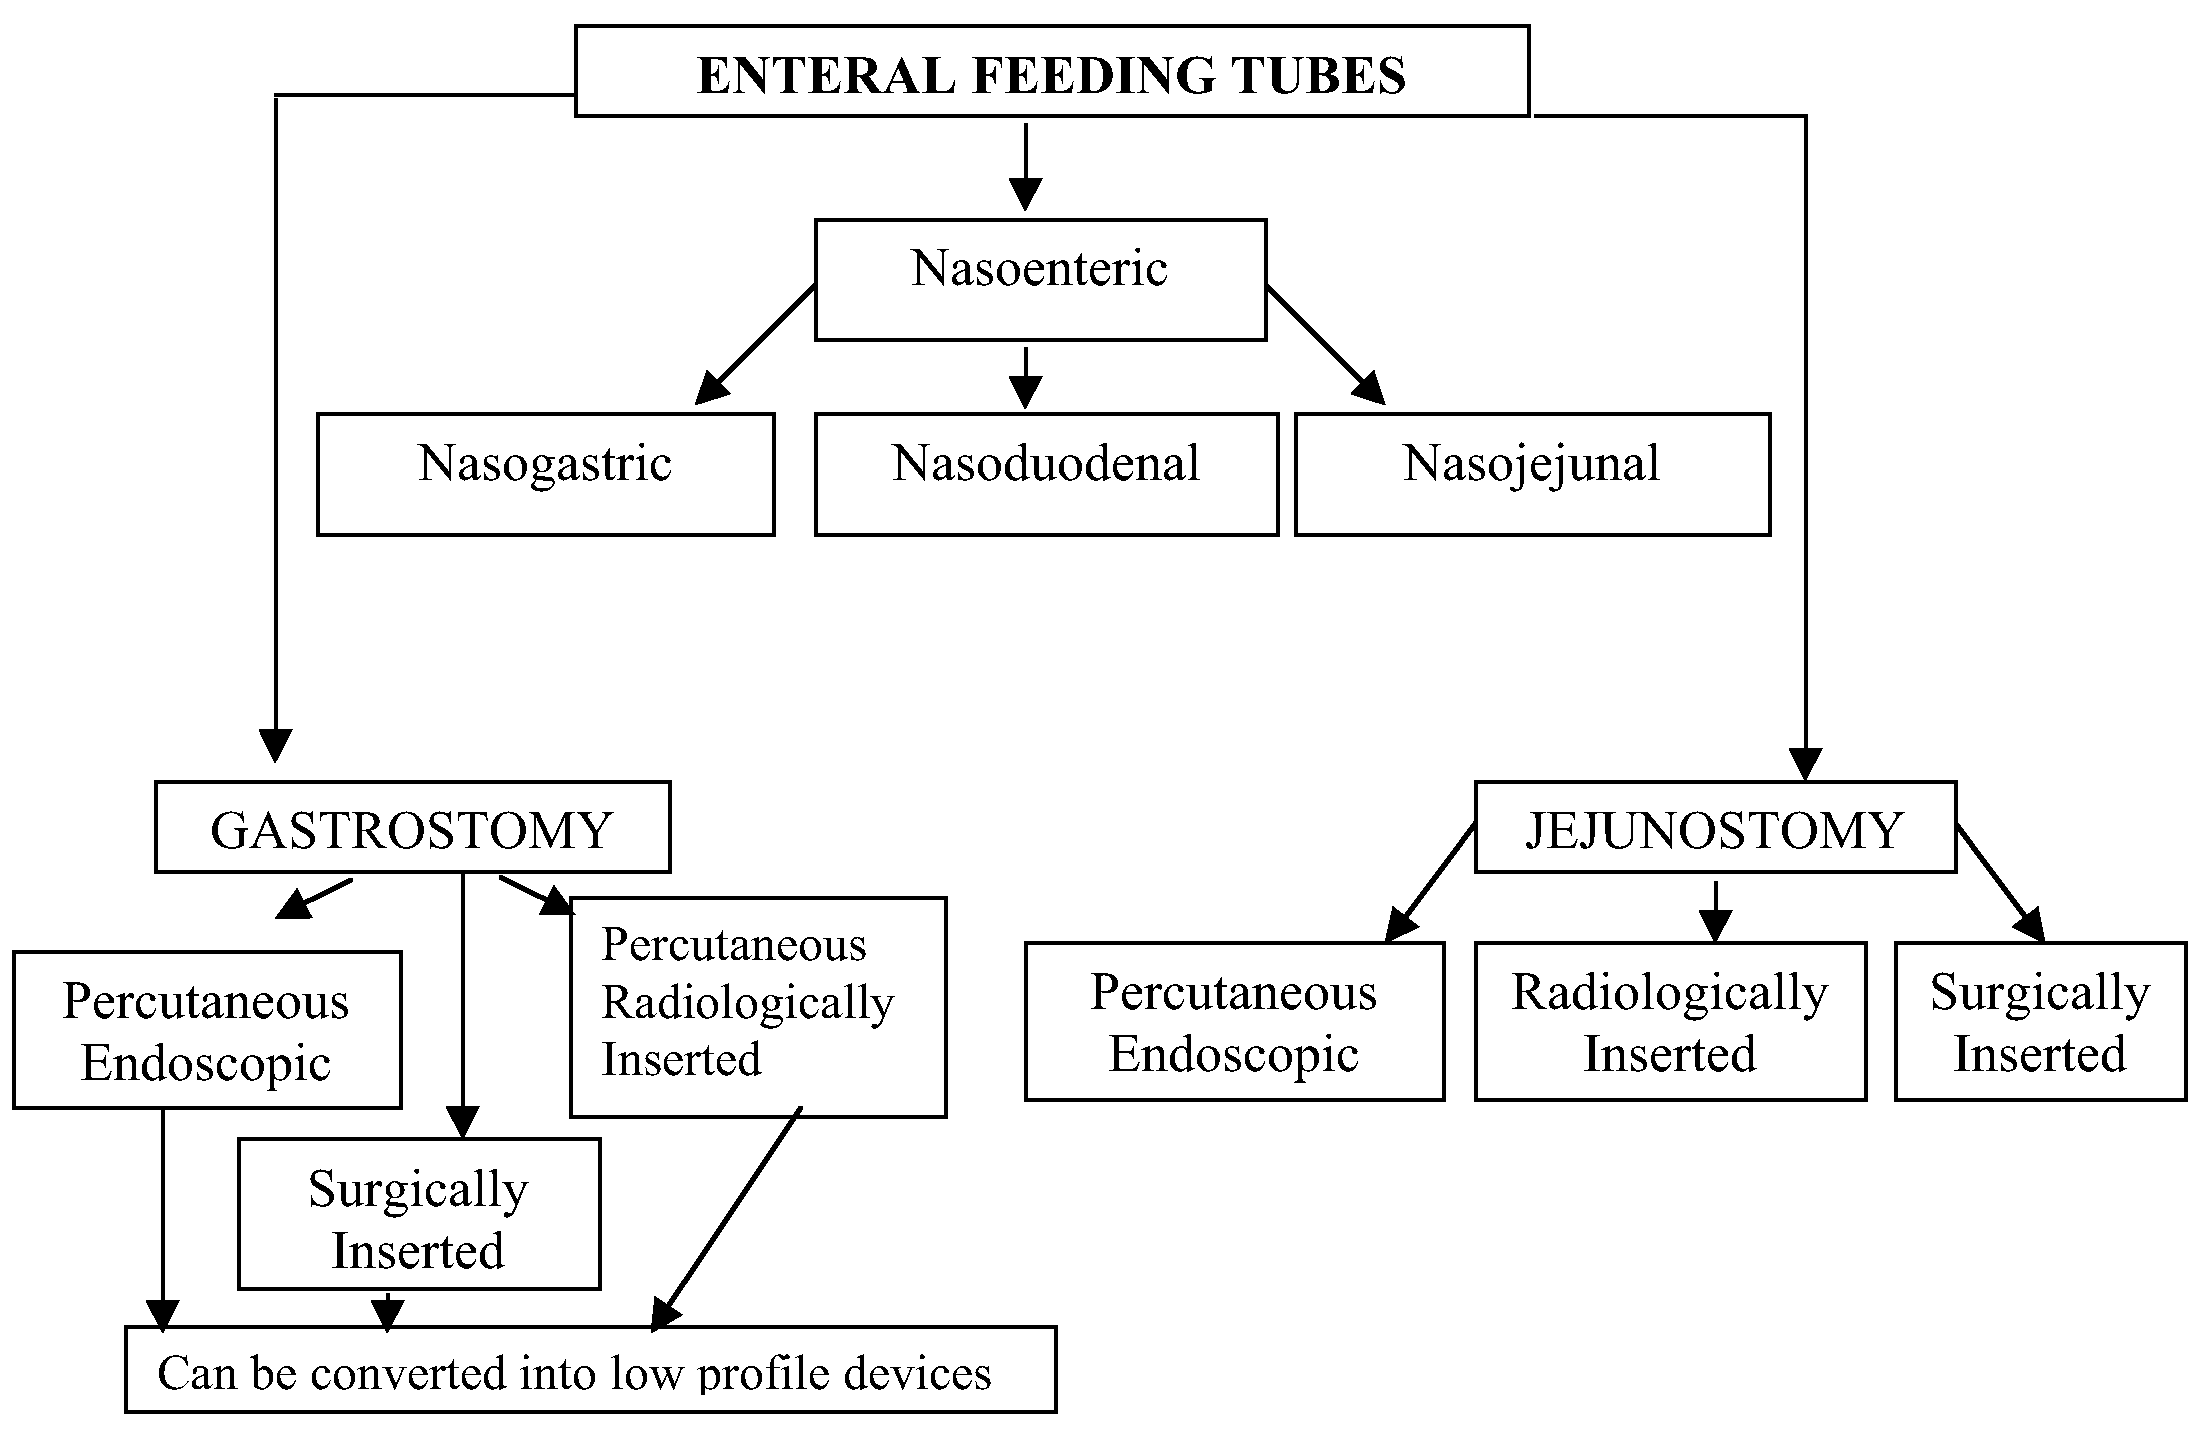 ENTERAL FEEDING TUBES
Nasoenteric
Nasogastric
Nasoduodenal
Nasojejunal
GASTROSTOMY
JEJUNOSTOMY
Percutaneous
Endoscopic
Percutaneous
Radiologically
Inserted
Surgically
Inserted
Percutaneous
Endoscopic
Radiologically
Inserted
Surgically
Inserted
Can be converted into low profile devices